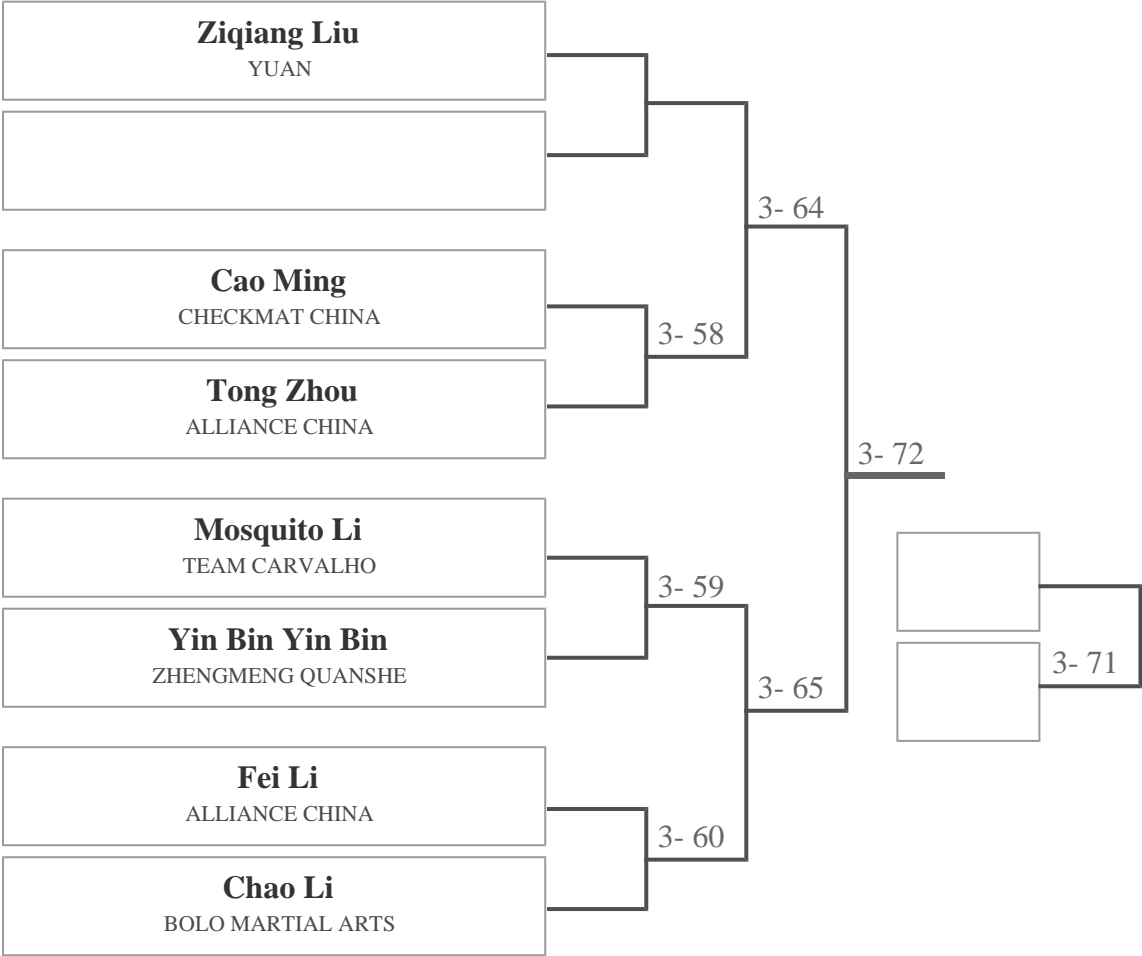 Ziqiang Liu
YUAN
3- 64
Cao Ming
CHECKMAT CHINA
3- 58
Tong Zhou
ALLIANCE CHINA
3- 72
Mosquito Li
TEAM CARVALHO
3- 59
Yin Bin Yin Bin
ZHENGMENG QUANSHE
3- 65
3- 71
Fei Li
ALLIANCE CHINA
3- 60
Chao Li
BOLO MARTIAL ARTS